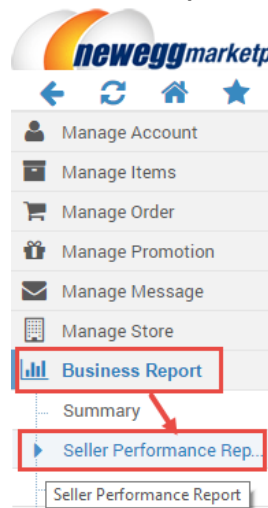 neweggmarketp
Manage Account
Manage Items
Manage Order
Manage Promotion
Manage Message
Manage Store
Business Report
Summary
Seller Performance Rep...
Seller Performance Report